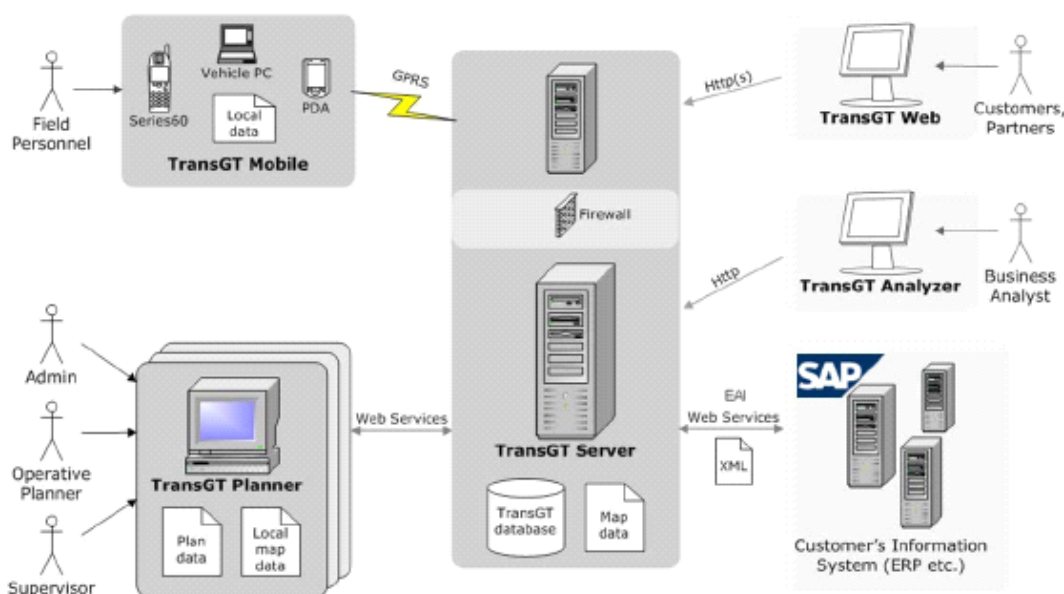 Field
Personnel
Series60
Vehicle PC
Local
data
PDA
TransGT Mobile
GPRS
Firewall
Http(s)
TransGT Web
Customers,
Partners
Http
TransGT Analyzer
Business
Analyst
Admin
Operative
Planner
Supervisor
TransGT Planner
Plan
data
Local
map
data
Web Services
TransGT Server
TransGT
database
Map
data
EAI
Web Services
XML
SAP
Customer's Information
System (ERP etc.)